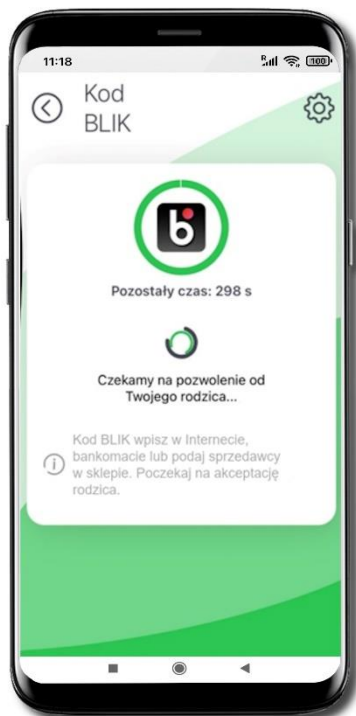 11:18
R
100
Kod
BLIK
b
Pozostały czas: 298 s
Czekamy na pozwolenie od
Twojego rodzica...
Kod BLIK wpisz w Internecie,
bankomacie lub podaj sprzedawcy
w sklepie. Poczekaj na akceptację
rodzica.